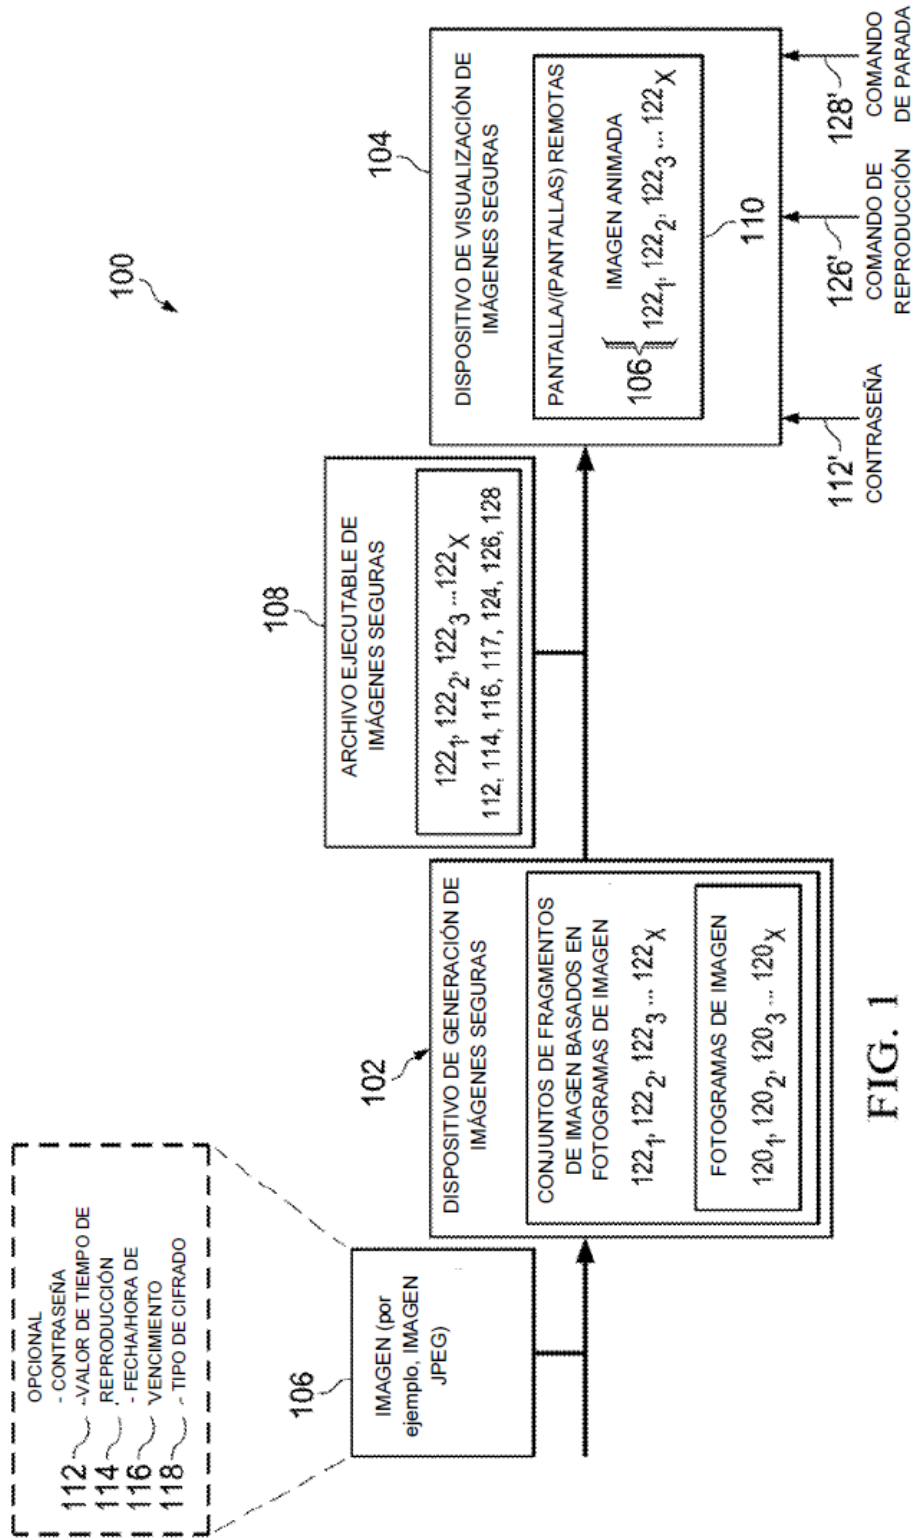 100
OPCIONAL
- CONTRASEÑA
-VALOR DE TIEMPO DE
REPRODUCCIÓN
- FECHA/HORA DE
VENCIMIENTO
- TIPO DE CIFRADO
112
114
116
118
106
IMAGEN (por
ejemplo, IMAGEN
JPEG)
102
DISPOSITIVO DE GENERACIÓN DE
IMÁGENES SEGURAS
CONJUNTOS DE FRAGMENTOS
DE IMAGEN BASADOS EN
FOTOGRAMAS DE IMAGEN
122₁, 122₂, 122₃ ... 122X
FOTOGRAMAS DE IMAGEN
120₁, 120₂, 120₃ ... 120X
108
ARCHIVO EJECUTABLE DE
IMÁGENES SEGURAS
122₁, 122₂, 122₃ ... 122X
112, 114, 116, 117, 124, 126, 128
104
DISPOSITIVO DE VISUALIZACIÓN DE
IMÁGENES SEGURAS
PANTALLA/(PANTALLAS) REMOTAS
IMAGEN ANIMADA
106 { 122₁, 122₂, 122₃ ... 122X
110
112'
CONTRASEÑA
126'
COMANDO DE
REPRODUCCIÓN
128'
COMANDO
DE PARADA
FIG. 1